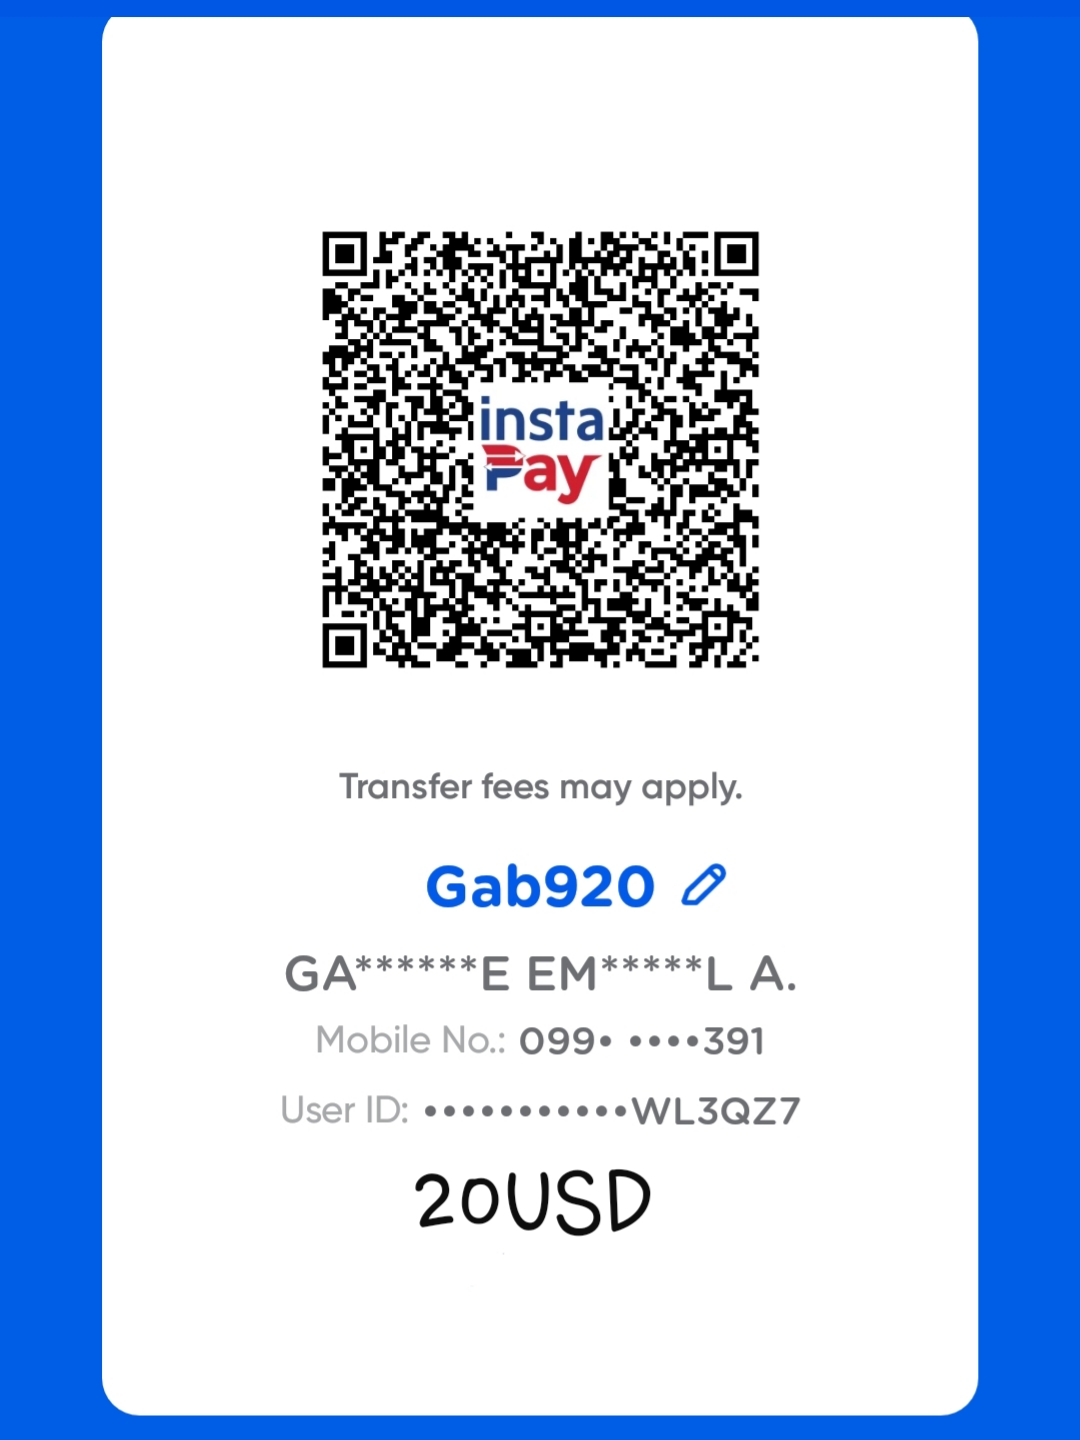 insta
Pay
Transfer fees may apply.
Gab920
GA******E EM*****L A.
Mobile No.: 099• ••••391
User ID: •••••••••••WL3QZ7
20USD